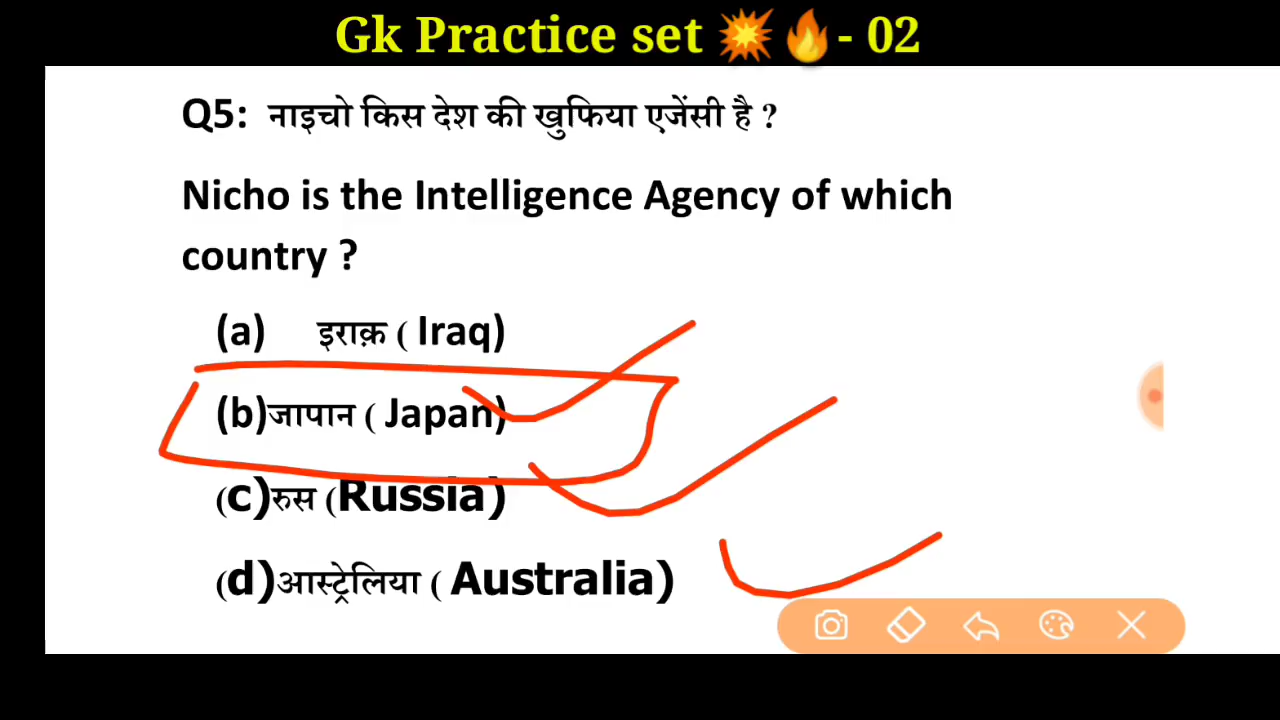 Gk Practice set 💥🔥- 02
Q5: नाइचो किस देश की खुफिया एजेंसी है ?
Nicho is the Intelligence Agency of which
country ?
(a) इराक़ ( Iraq)
(b)जापान ( Japan)
(c)रुस (Russia)
(d)आस्ट्रेलिया ( Australia)